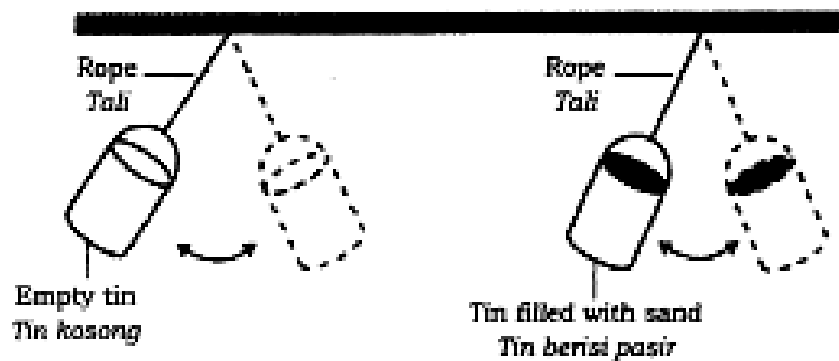 Rope
Tali
Rope
Tali
Empty tin
Tin kosong
Tin filled with sand
Tin berisi pasir